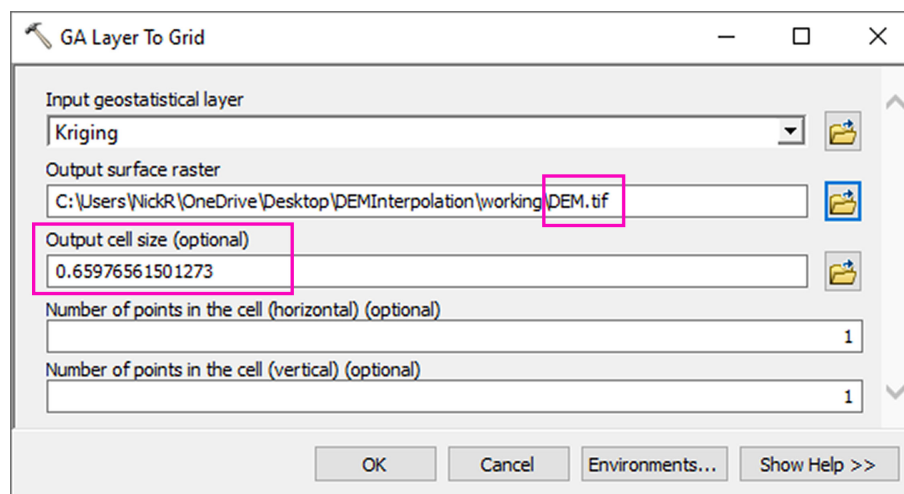 GA Layer To Grid
Input geostatistical layer
Kriging
Output surface raster
C:\Users\NickR\OneDrive\Desktop\DEMInterpolation\working\DEM.tif
Output cell size (optional)
0.65976561501273
Number of points in the cell (horizontal) (optional)
1
Number of points in the cell (vertical) (optional)
1
OK Cancel Environments... Show Help >>